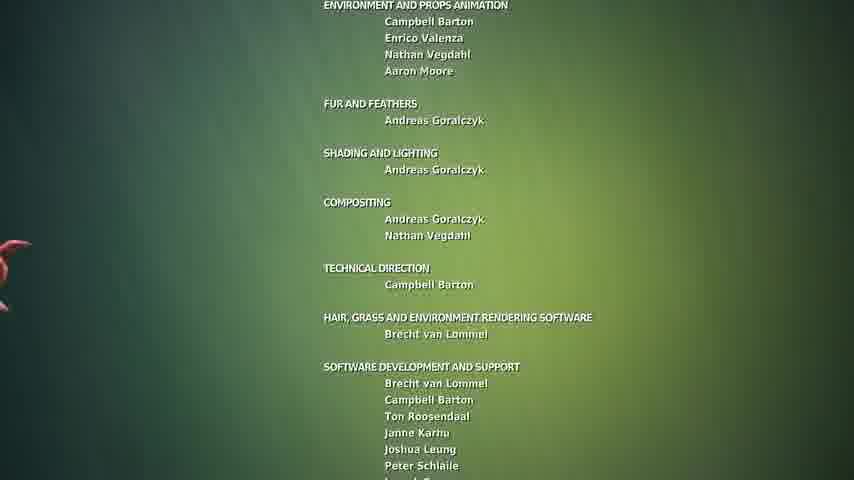 ENVIRONMENT AND PROPS ANIMATION
Campbell Barton
Enrico Valenza
Nathan Vegdahl
Aaron Moore
FUR AND FEATHERS
Andreas Goralczyk
SHADING AND LIGHTING
Andreas Goralczyk
COMPOSITING
Andreas Goralczyk
Nathan Vegdahl
TECHNICAL DIRECTION
Campbell Barton
HAIR, GRASS AND ENVIRONMENT RENDERING SOFTWARE
Brecht van Lommel
SOFTWARE DEVELOPMENT AND SUPPORT
Brecht van Lommel
Campbell Barton
Ton Roosendaal
Janne Karhu
Joshua Leung
Peter Schlaile